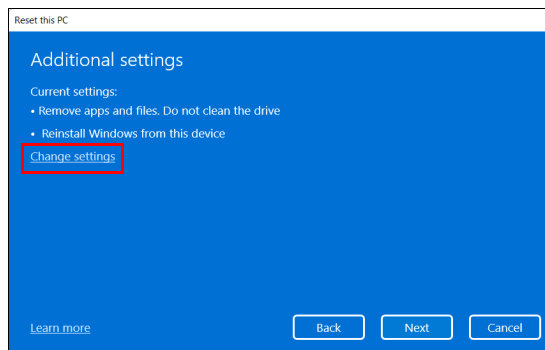 Reset this PC
Additional settings
Current settings:
• Remove apps and files. Do not clean the drive
• Reinstall Windows from this device
Change settings
Learn more
Back
Next
Cancel